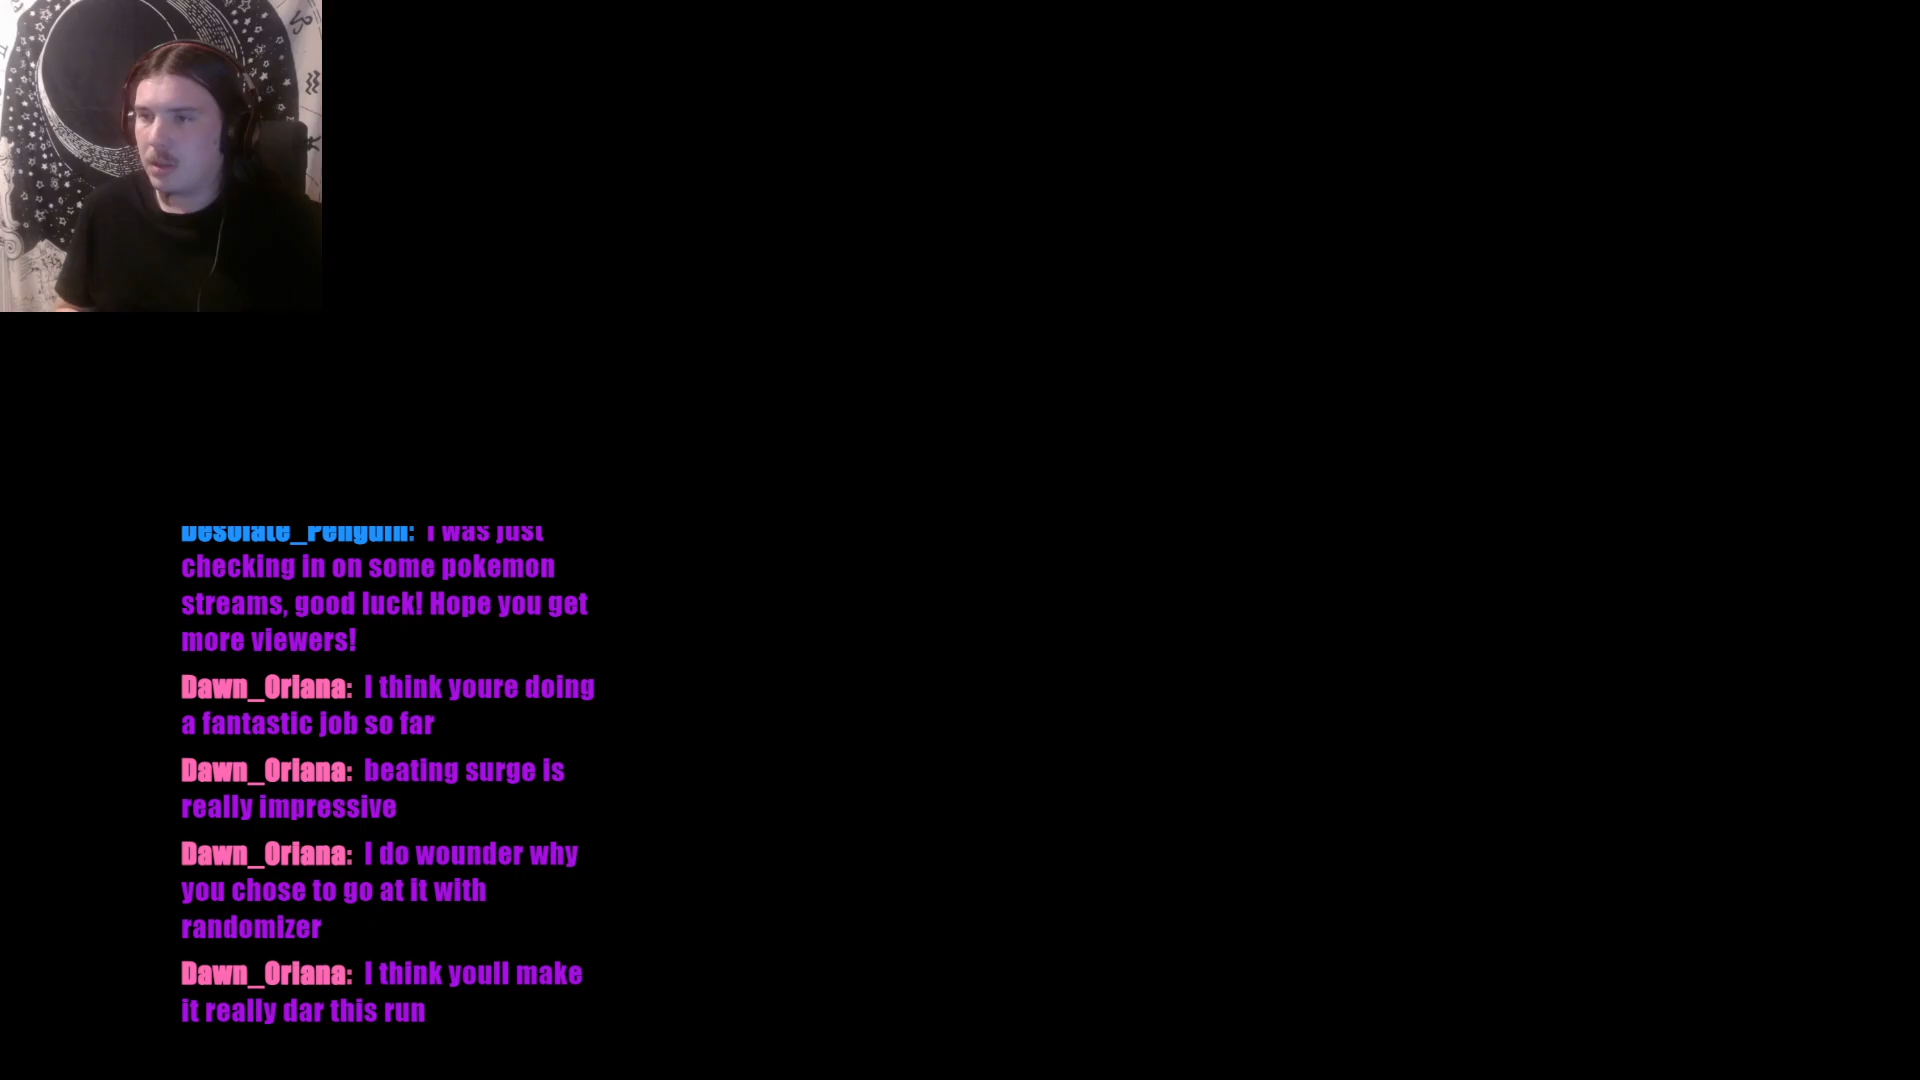 Desolate_Penguin: I was just
checking in on some pokemon
streams, good luck! Hope you get
more viewers!
Dawn_Oriana: I think youre doing
a fantastic job so far
Dawn_Oriana: beating surge is
really impressive
Dawn_Oriana: I do wounder why
you chose to go at it with
randomizer
Dawn_Oriana: I think youll make
it really dar this run